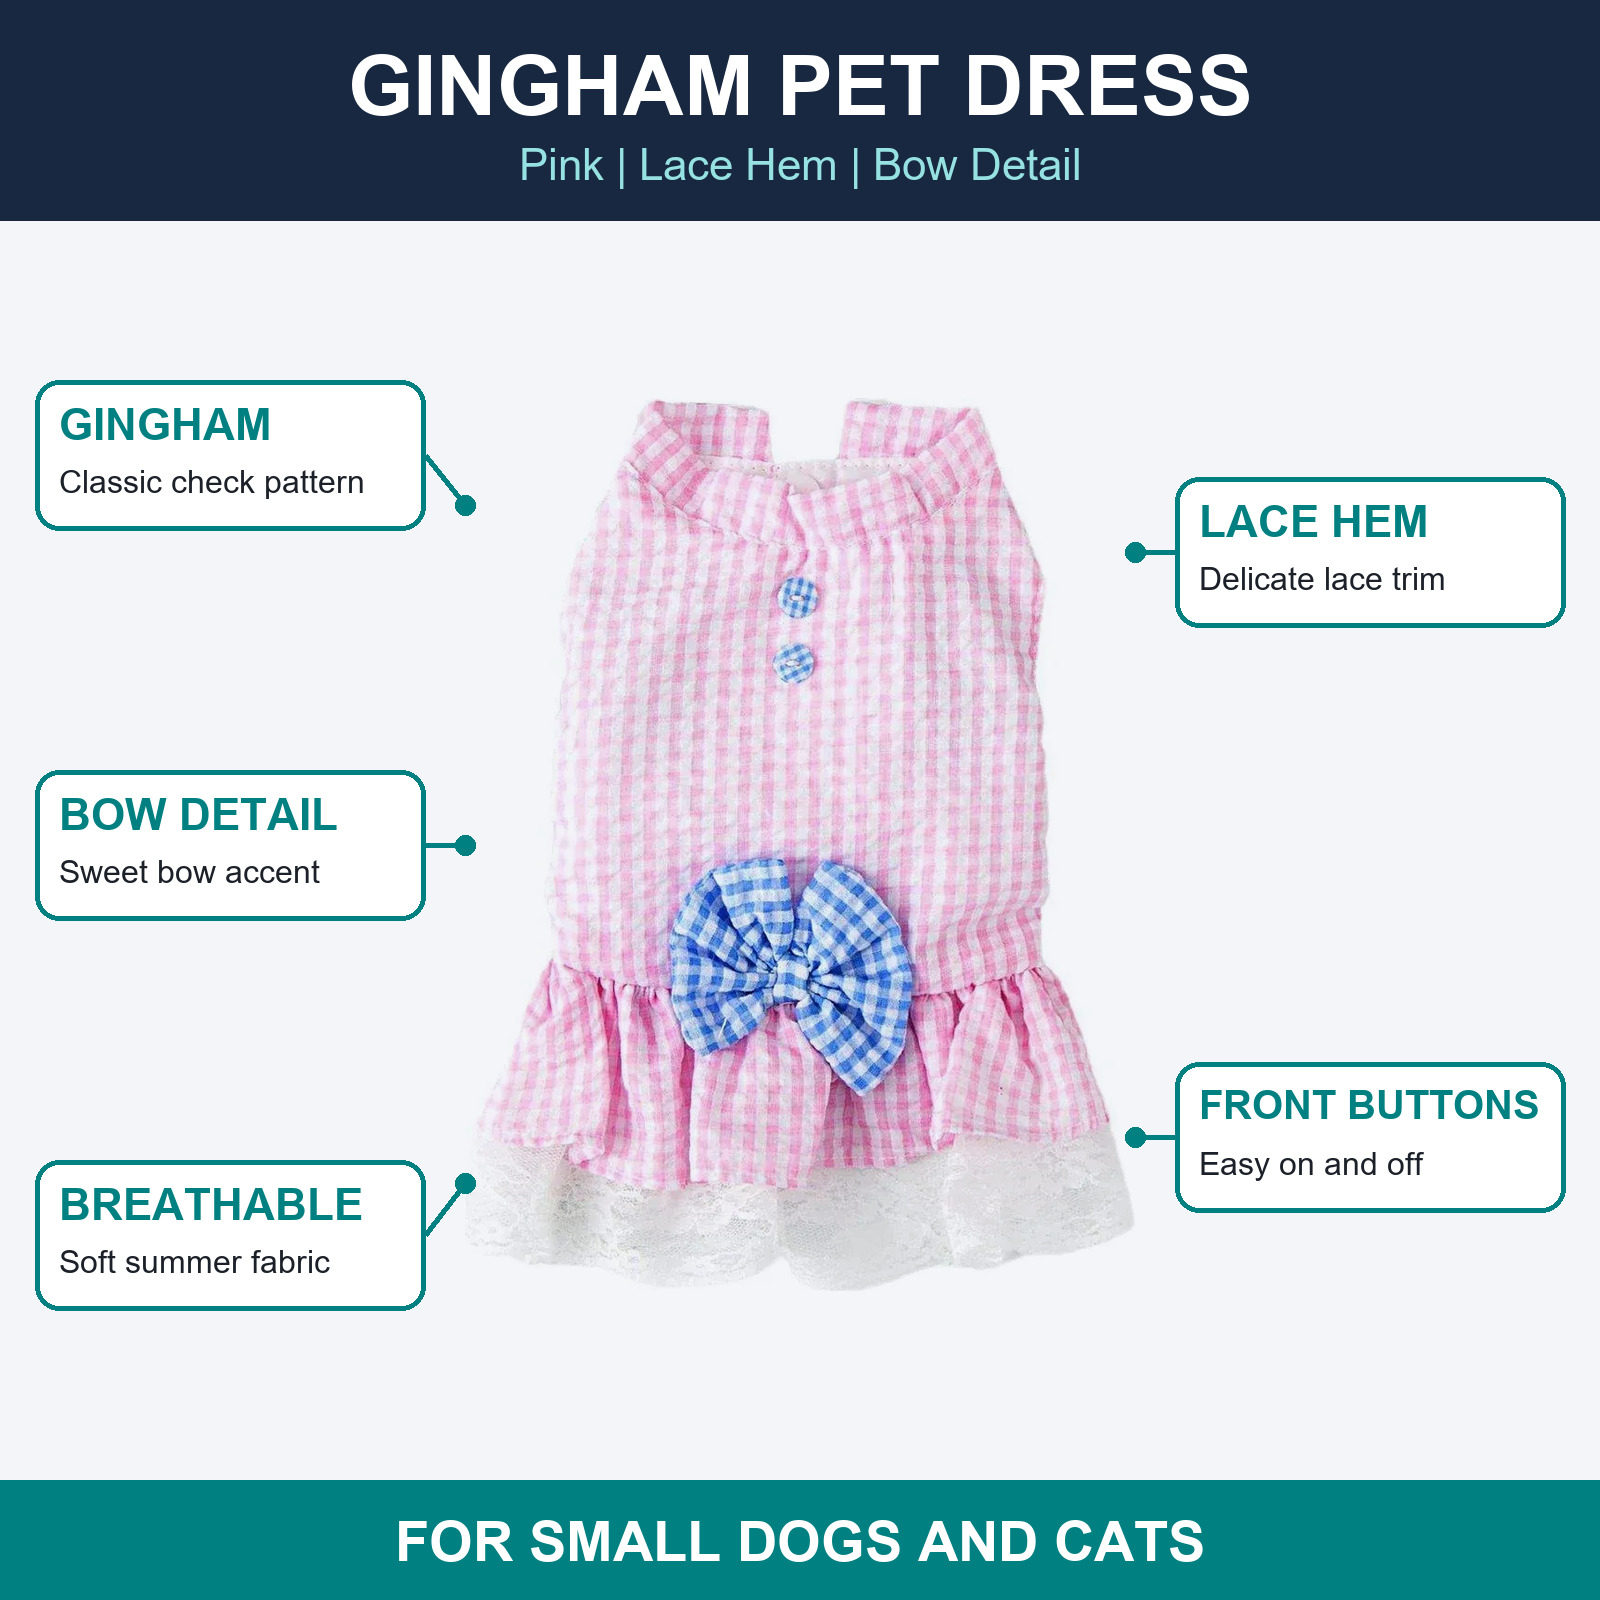 GINGHAM PET DRESS
Pink | Lace Hem | Bow Detail
GINGHAM
Classic check pattern
LACE HEM
Delicate lace trim
BOW DETAIL
Sweet bow accent
FRONT BUTTONS
Easy on and off
BREATHABLE
Soft summer fabric
FOR SMALL DOGS AND CATS